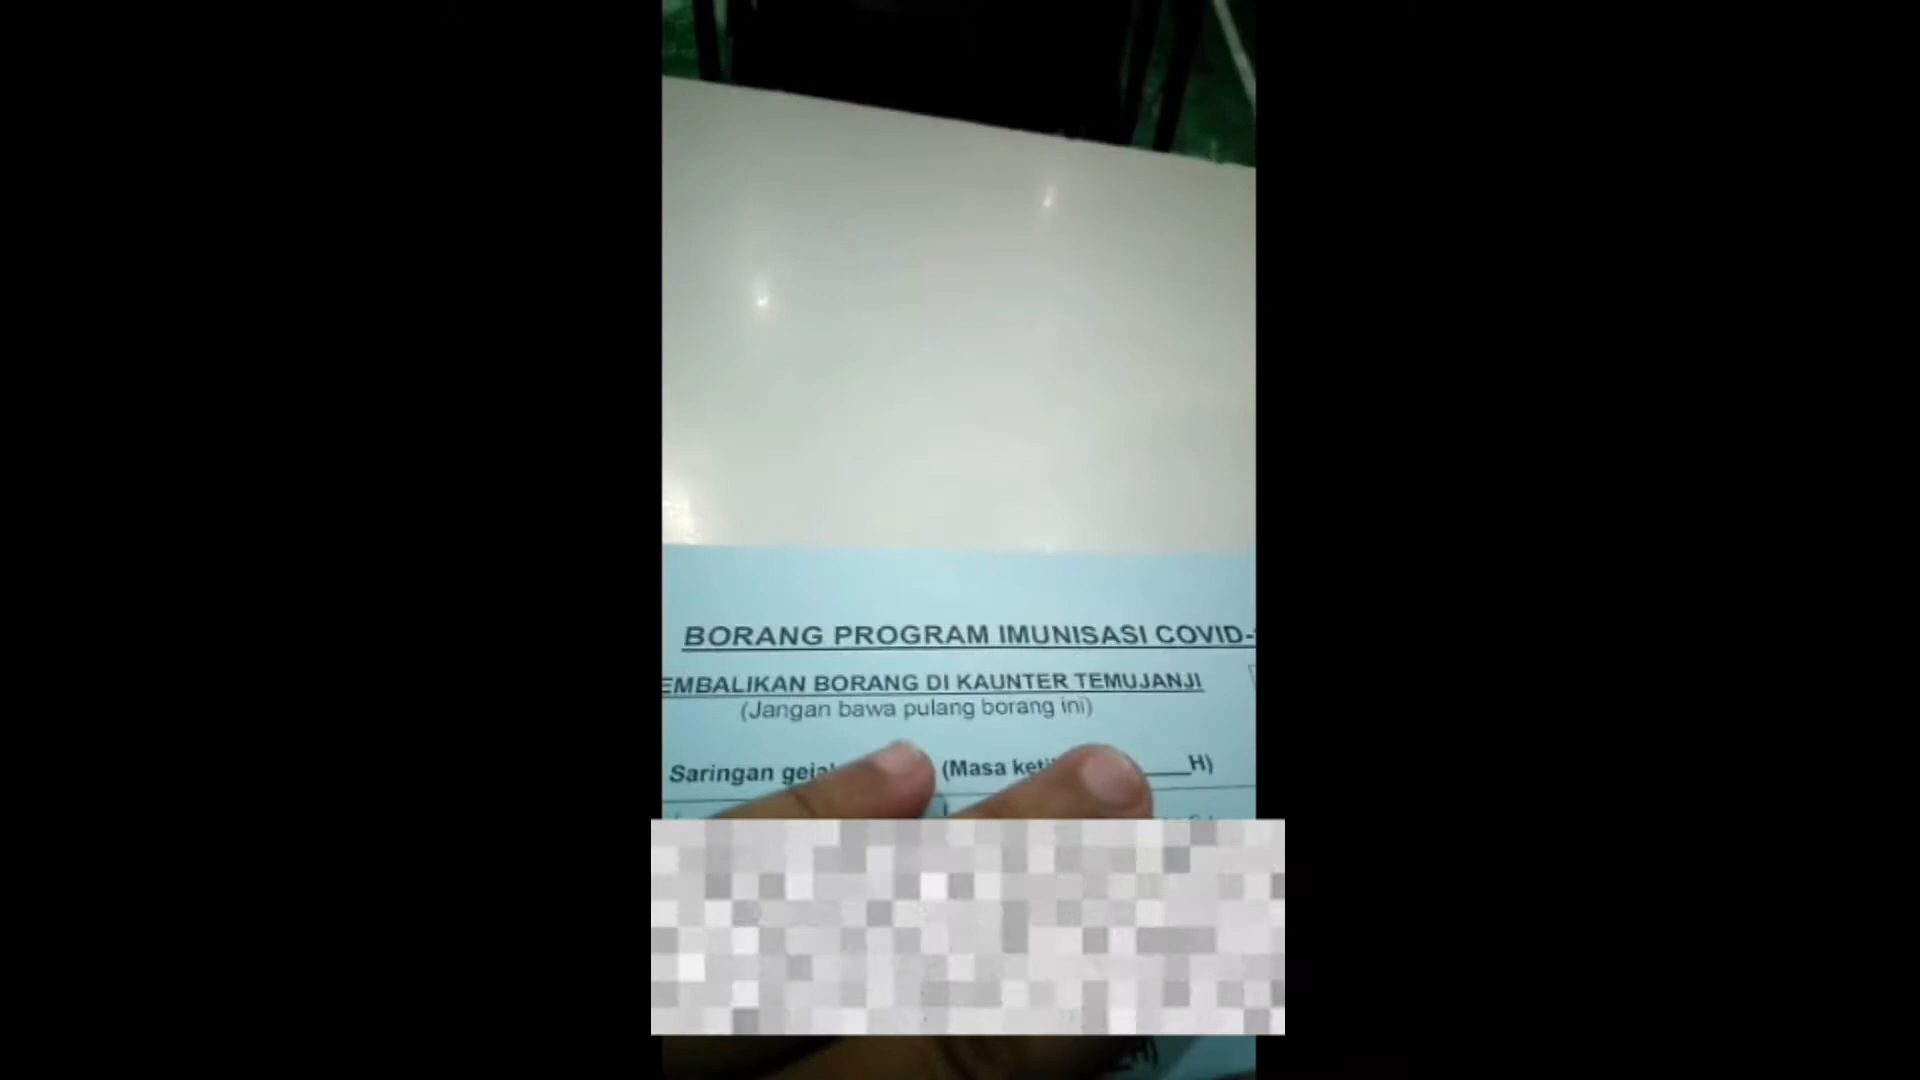 BORANG PROGRAM IMUNISASI COVID-
EMBALIKAN BORANG DI KAUNTER TEMUJANJI
(Jangan bawa pulang borang ini)
Saringan (Masa H)